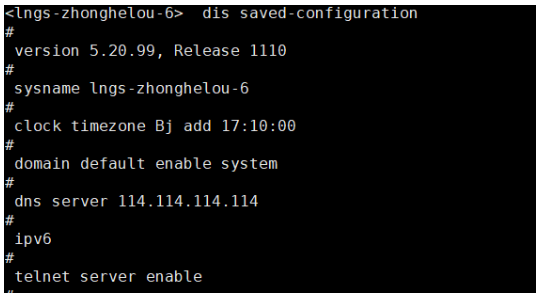 <lngs-zhonghelou-6>  dis saved-configuration
#
 version 5.20.99, Release 1110
#
 sysname lngs-zhonghelou-6
#
 clock timezone Bj add 17:10:00
#
 domain default enable system
#
 dns server 114.114.114.114
#
 ipv6
#
 telnet server enable
#